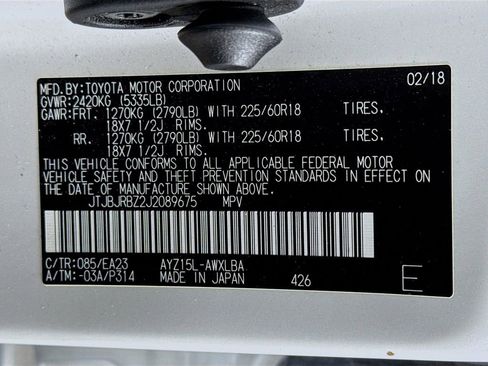 MFD.BY:TOYOTA MOTOR CORPORATION 02/18
GVWR:2420KG (5335LB)
GAWR:FRT. 1270KG (2790LB) WITH 225/60R18 TIRES.
18X7 1/2J RIMS.
RR. 1270KG (2790LB) WITH 225/60R18 TIRES.
18X7 1/2J RIMS.
THIS VEHICLE CONFORMS TO ALL APPLICABLE FEDERAL MOTOR
VEHICLE SAFETY AND THEFT PREVENTION STANDARDS IN EFFECT ON THE
DATE OF MANUFACTURE SHOWN ABOVE.
JTJBJRBZ2J2089675 MPV
C/TR:085/EA23 AYZ15L-AWXLBA
A/TM:-03A/P314 MADE IN JAPAN 426 E